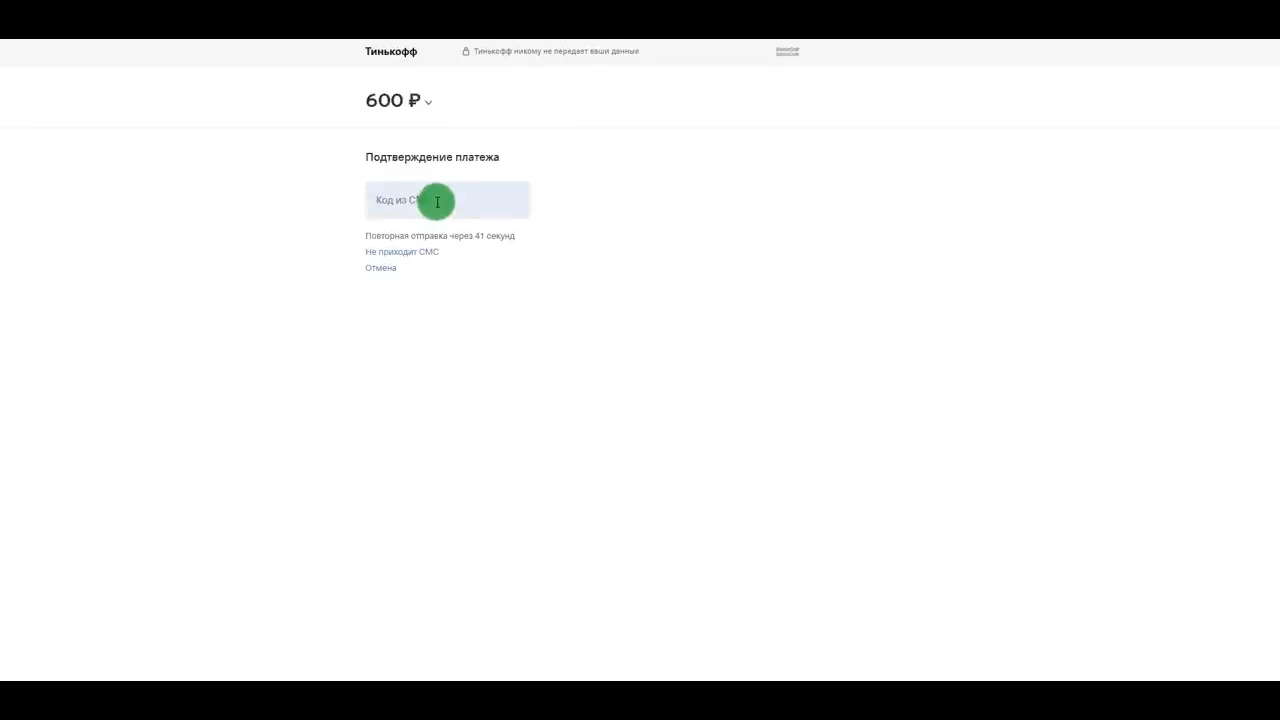 Тинькофф
Тинькофф никому не передает ваши данные
600 ₽
Подтверждение платежа
Код из
Повторная отправка через 41 секунд
Не приходит СМС
Отмена